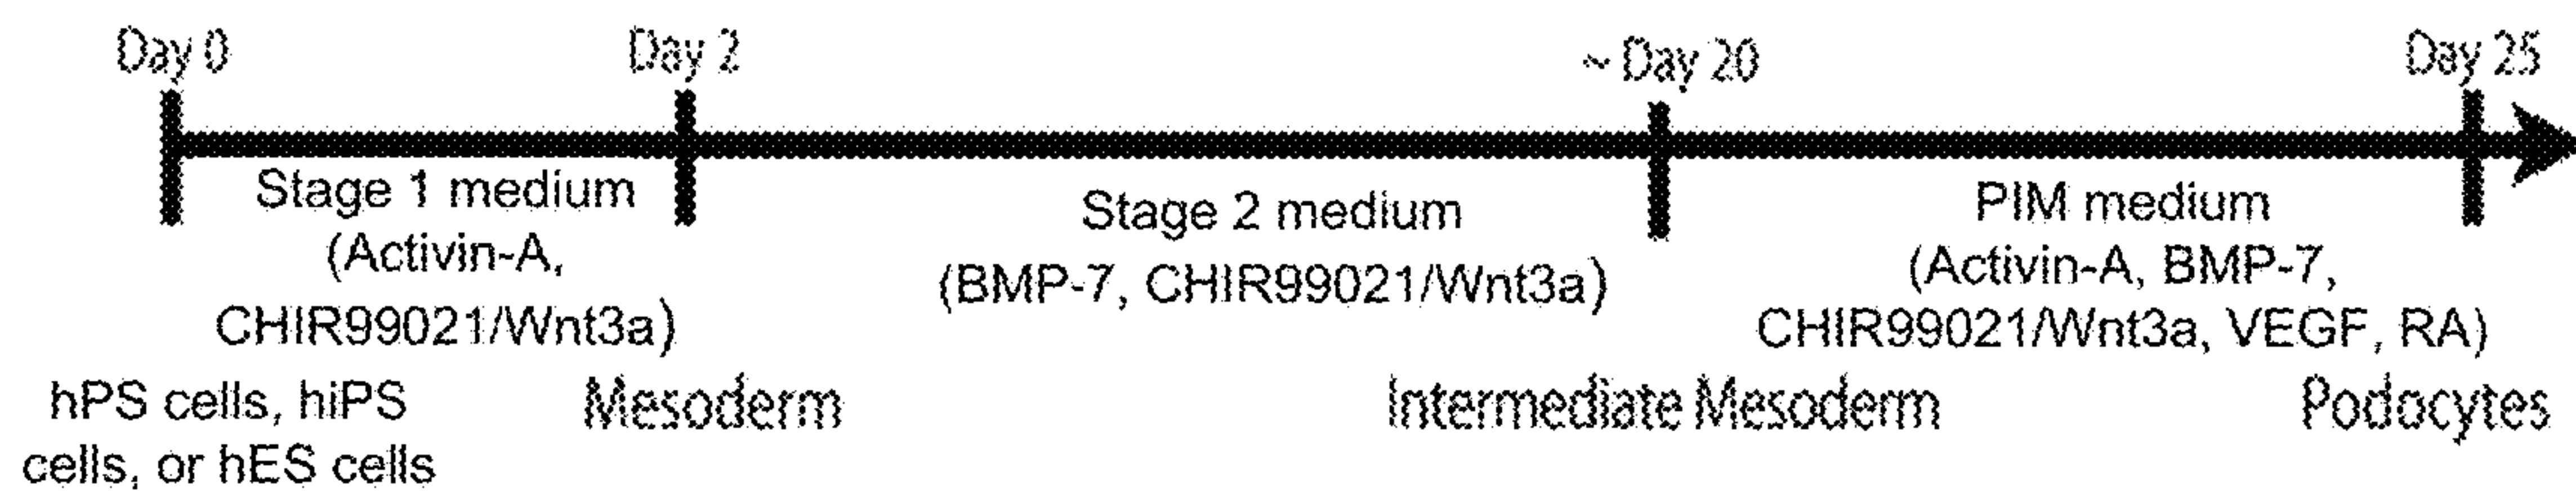 Day 0
Day 2
~ Day 20
Day 25
Stage 1 medium
(Activin-A,
CHIR99021/Wnt3a)
Stage 2 medium
(BMP-7, CHIR99021/Wnt3a)
PIM medium
(Activin-A, BMP-7,
CHIR99021/Wnt3a, VEGF, RA)
hPS cells, hiPS
cells, or hES cells
Mesoderm
Intermediate Mesoderm
Podocytes